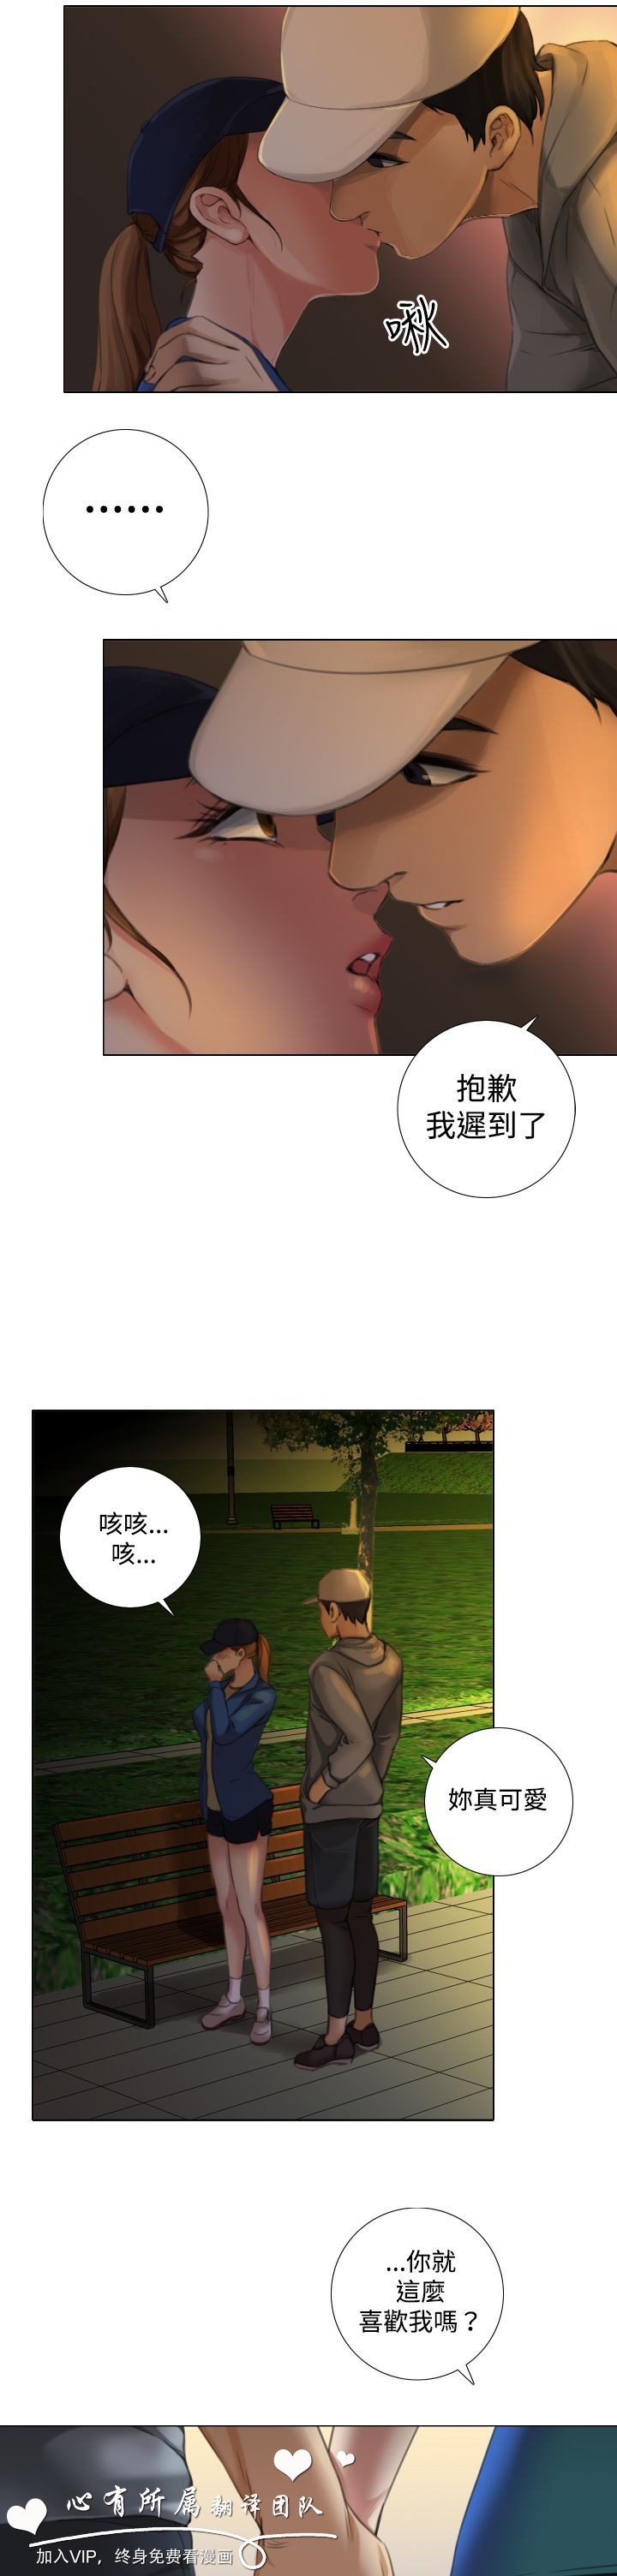 啾
······
抱歉
我遲到了
咳咳...
咳...
妳真可愛
...你就
這麼
喜歡我嗎？
心有所属翻译团队
加入VIP，终身免费看漫画